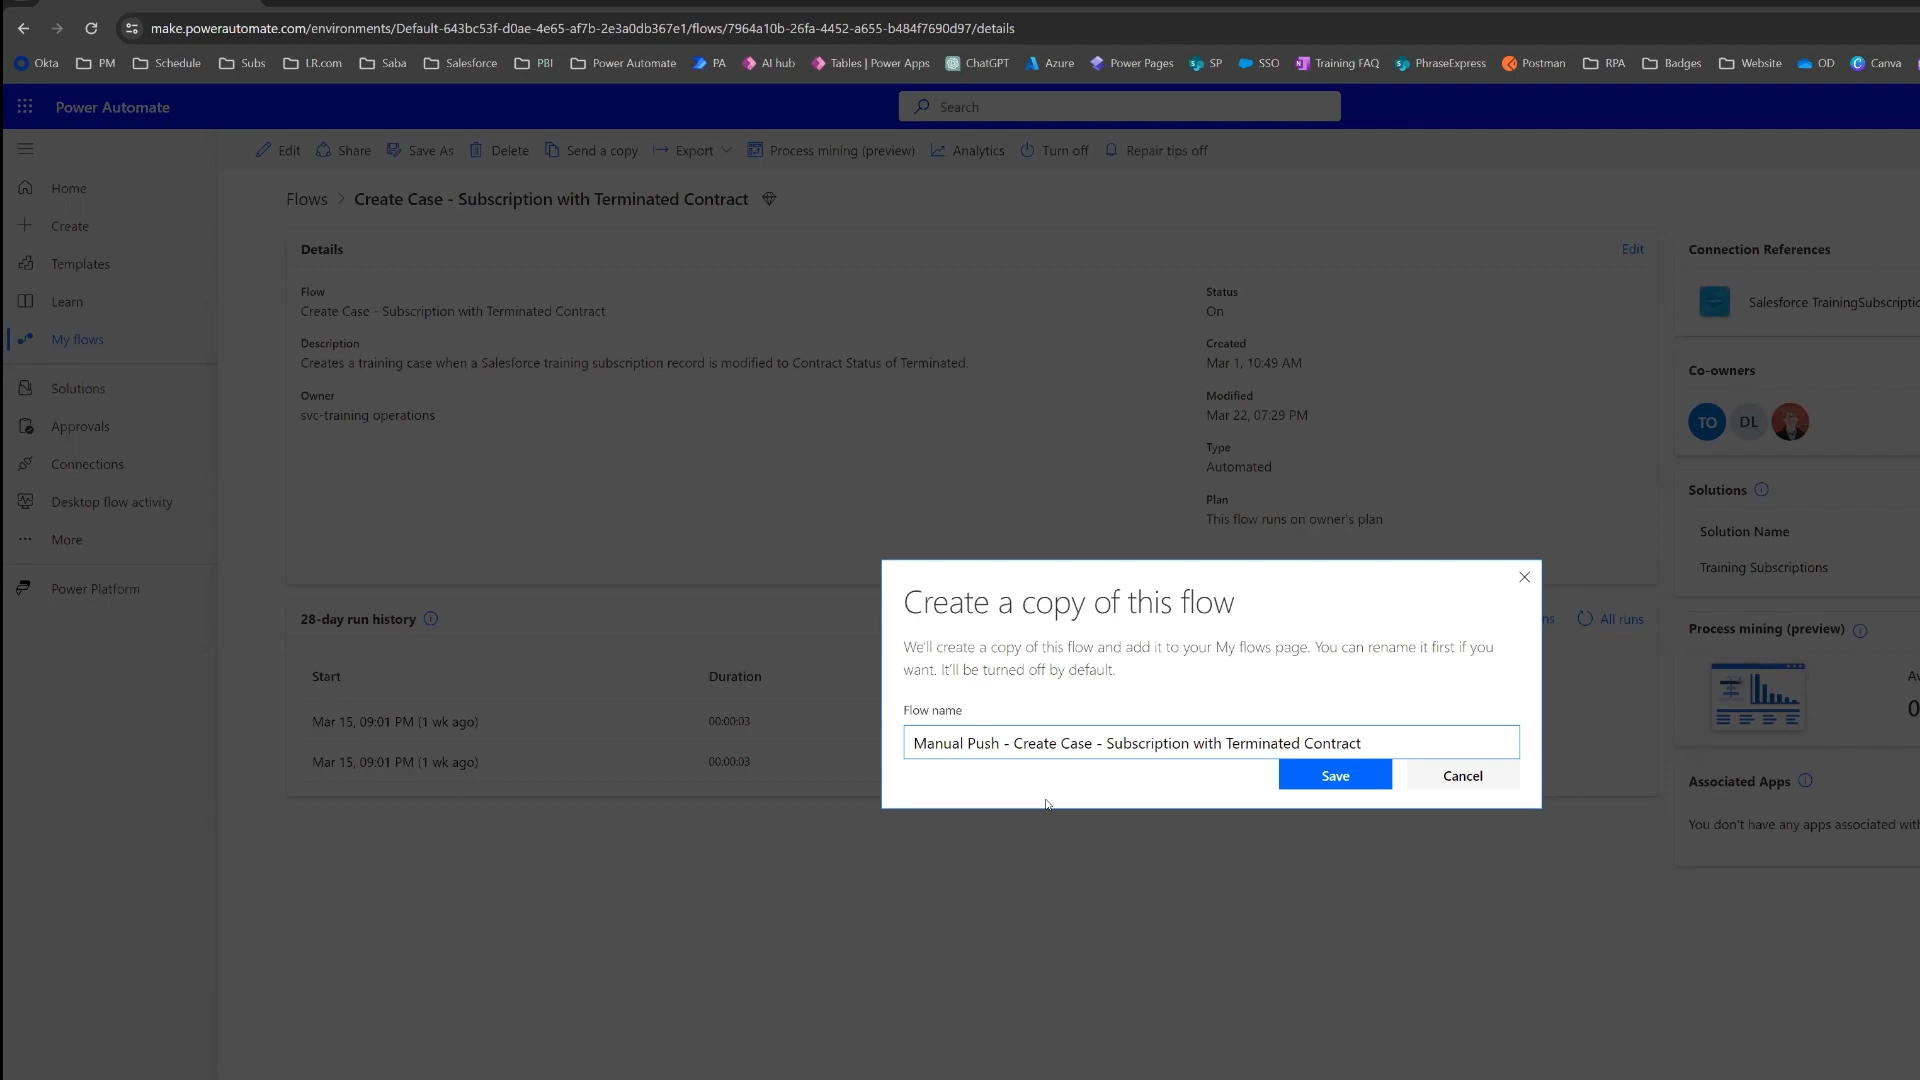 make.powerautomate.com/environments/Default-643bc53f-d0ae-4e65-af7b-2e3a0db367e1/flows/7964a10b-26fa-4452-a655-b484f7690d97/details
Okta PM Schedule Subs LR.com Saba Salesforce PBI Power Automate PA AI hub Tables | Power Apps ChatGPT Azure Power Pages SP SSO Training FAQ PhraseExpress Postman RPA Badges Website OD Canva
Power Automate
Search
Edit Share Save As Delete Send a copy Export Process mining (preview) Analytics Turn off Repair tips off
Home
Create
Templates
Learn
My flows
Solutions
Approvals
Connections
Desktop flow activity
More
Power Platform
Flows > Create Case - Subscription with Terminated Contract
Details
Edit
Flow
Create Case - Subscription with Terminated Contract
Description
Creates a training case when a Salesforce training subscription record is modified to Contract Status of Terminated.
Owner
svc-training operations
Status
On
Created
Mar 1, 10:49 AM
Modified
Mar 22, 07:29 PM
Type
Automated
Plan
This flow runs on owner's plan
28-day run history
All runs
Start Duration
Mar 15, 09:01 PM (1 wk ago) 00:00:03
Mar 15, 09:01 PM (1 wk ago) 00:00:03
Create a copy of this flow
We'll create a copy of this flow and add it to your My flows page. You can rename it first if you
want. It'll be turned off by default.
Flow name
Manual Push - Create Case - Subscription with Terminated Contract
Save Cancel
Connection References
Salesforce
Co-owners
TO DL
Solutions
Solution Name
Training Subscriptions
Process mining (preview)
Associated Apps
You don't have any apps associated